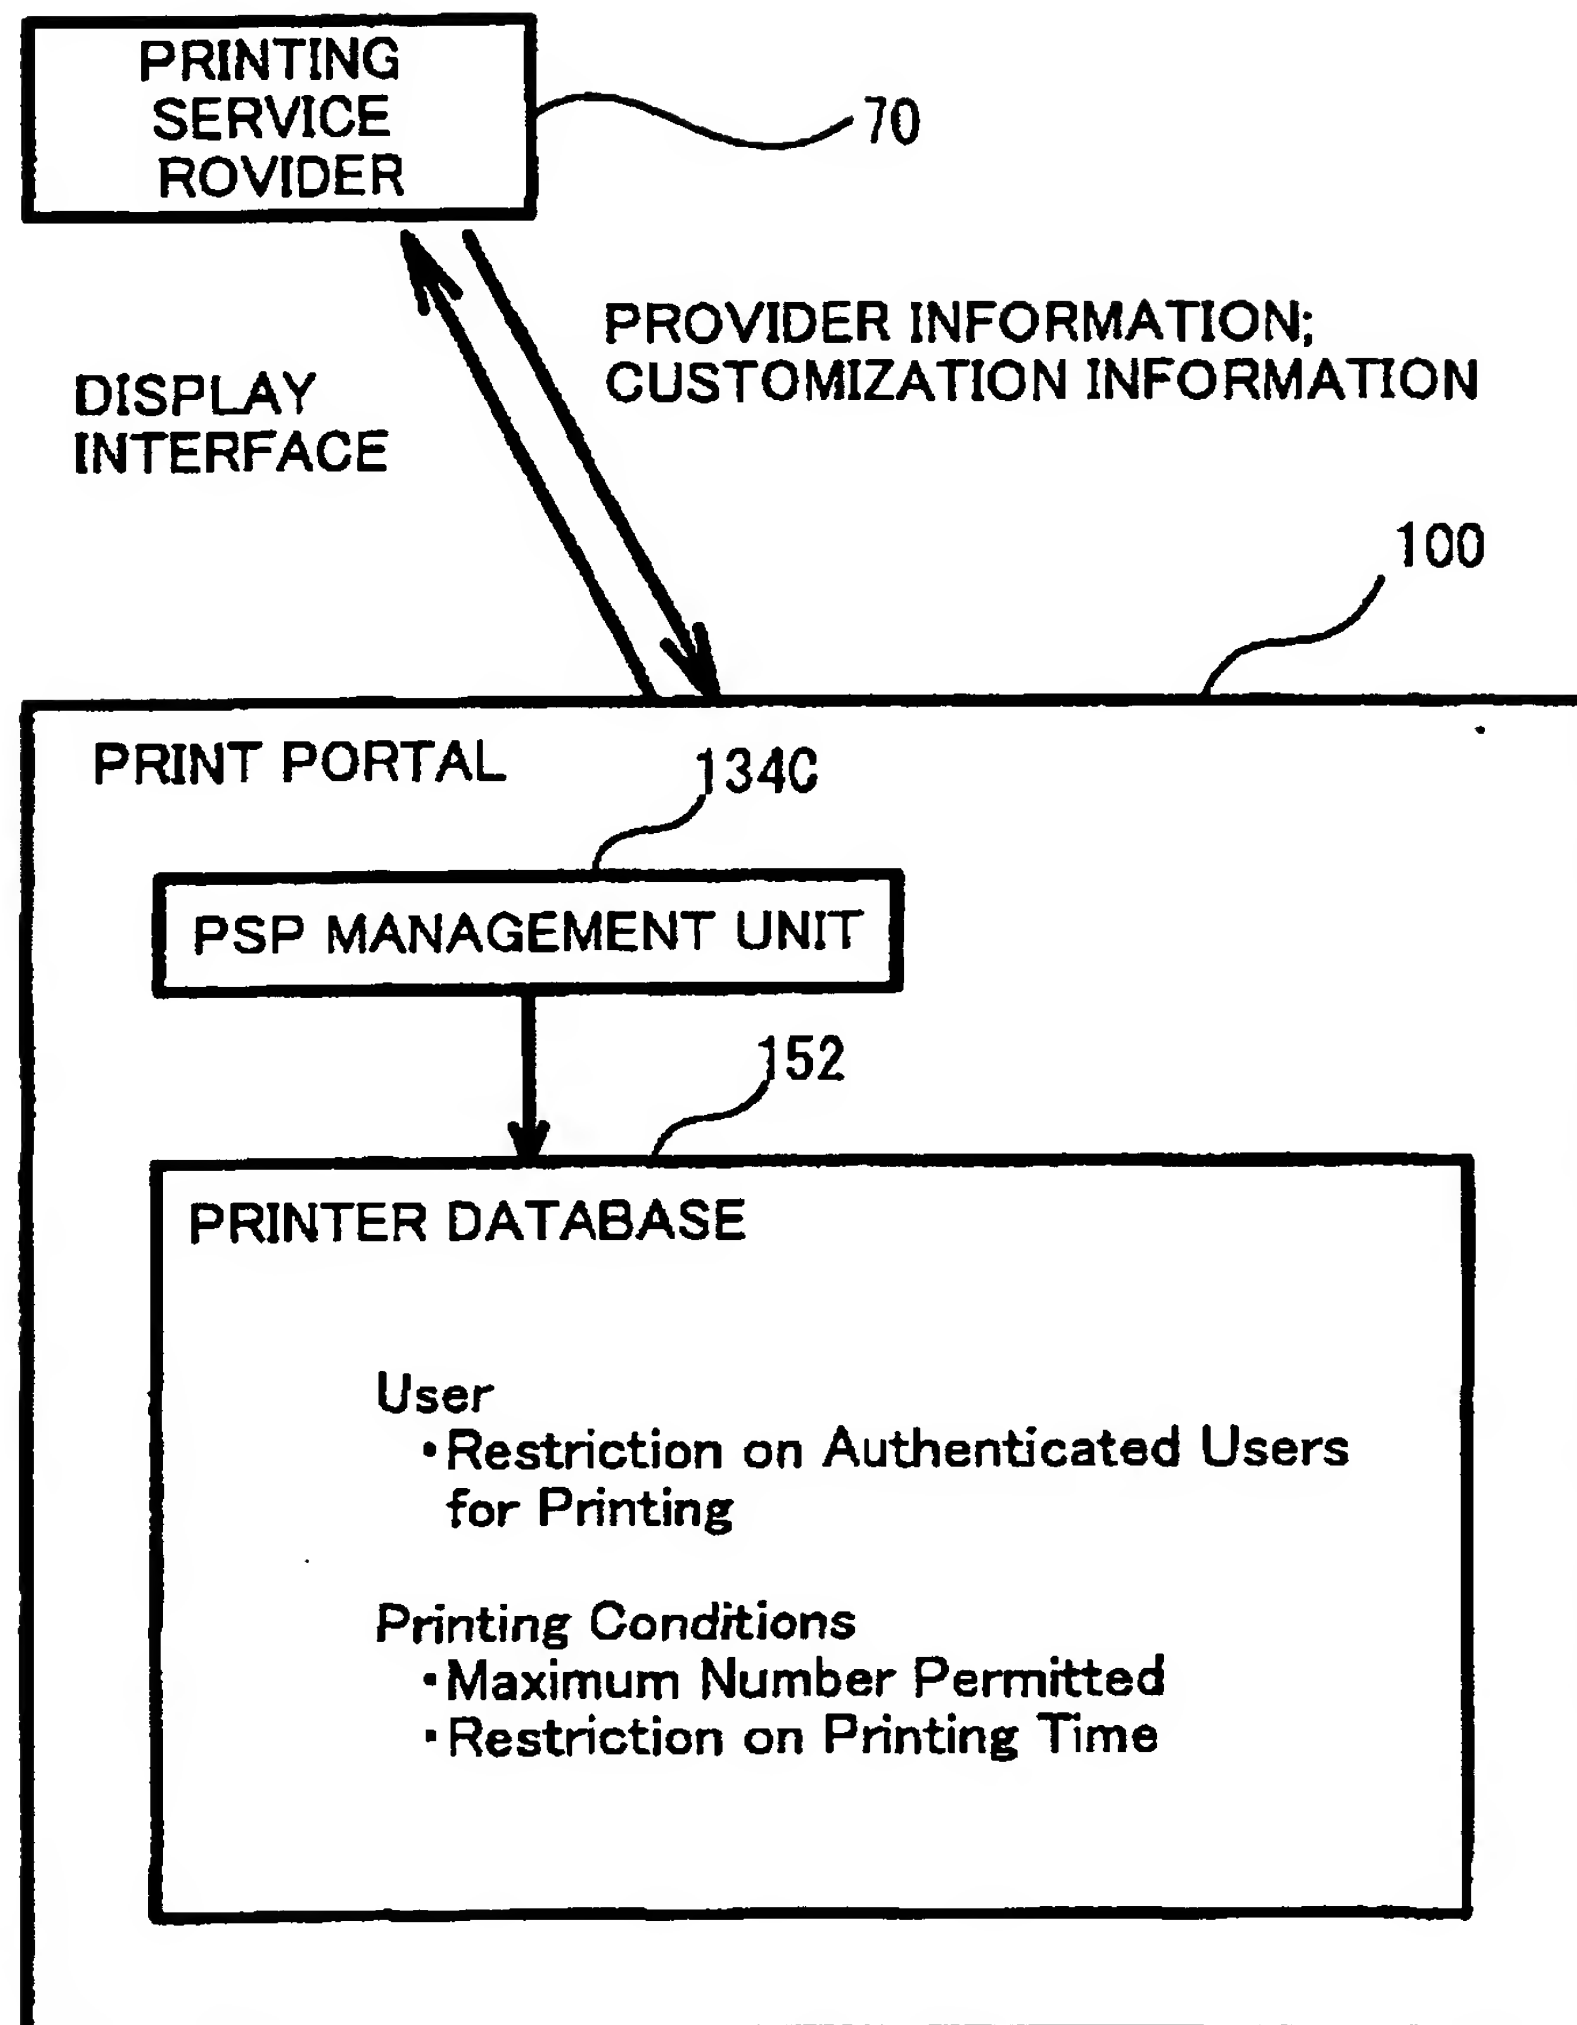 PRINTING
SERVICE
ROVIDER
70
PROVIDER INFORMATION;
CUSTOMIZATION INFORMATION
DISPLAY
INTERFACE
100
PRINT PORTAL
134C
PSP MANAGEMENT UNIT
152
PRINTER DATABASE
User
・Restriction on Authenticated Users
for Printing
Printing Conditions
・Maximum Number Permitted
・Restriction on Printing Time